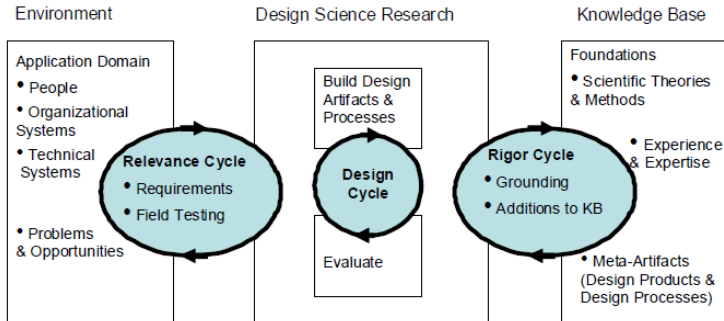 Environment
Design Science Research
Knowledge Base
Application Domain
• People
• Organizational
Systems
• Technical
Systems
• Problems
& Opportunities
Relevance Cycle
• Requirements
• Field Testing
Build Design
Artifacts &
Processes
Design
Cycle
Evaluate
Rigor Cycle
• Grounding
• Additions to KB
Foundations
• Scientific Theories
& Methods
• Experience
& Expertise
• Meta-Artifacts
(Design Products &
Design Processes)